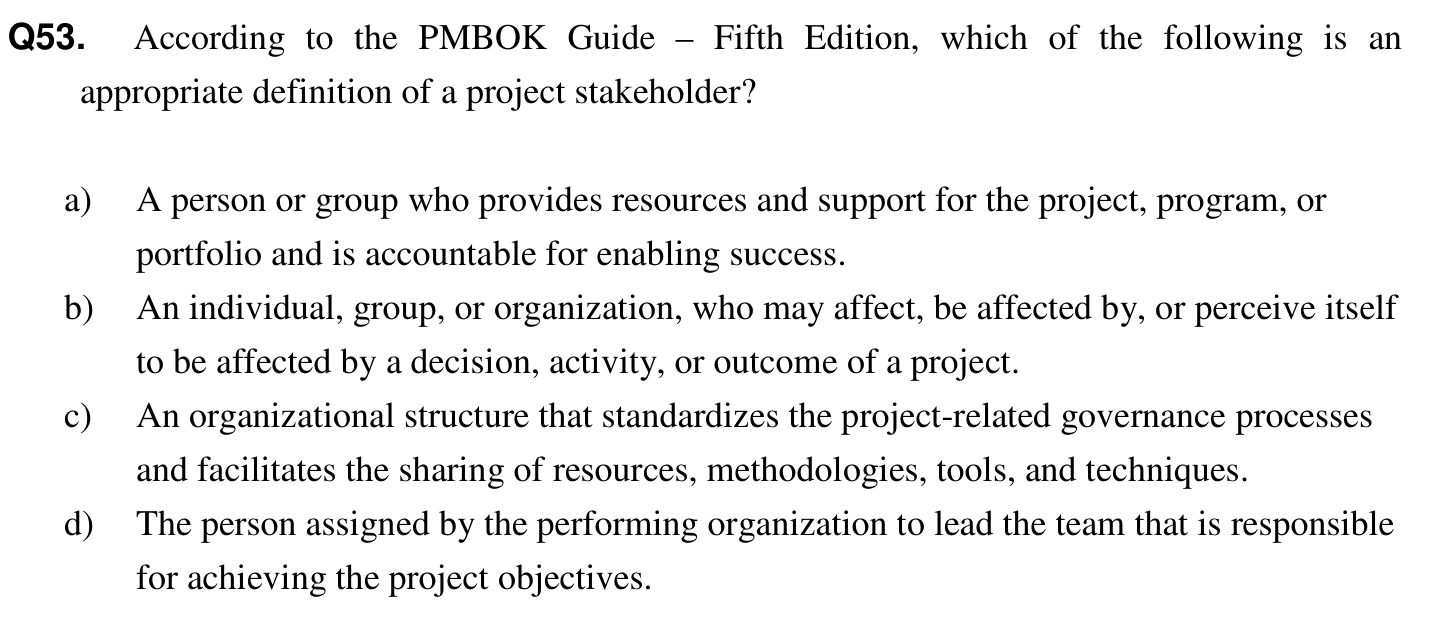 Q53. According to the PMBOK Guide – Fifth Edition, which of the following is an
appropriate definition of a project stakeholder?
a) A person or group who provides resources and support for the project, program, or
portfolio and is accountable for enabling success.
b) An individual, group, or organization, who may affect, be affected by, or perceive itself
to be affected by a decision, activity, or outcome of a project.
c) An organizational structure that standardizes the project-related governance processes
and facilitates the sharing of resources, methodologies, tools, and techniques.
d) The person assigned by the performing organization to lead the team that is responsible
for achieving the project objectives.